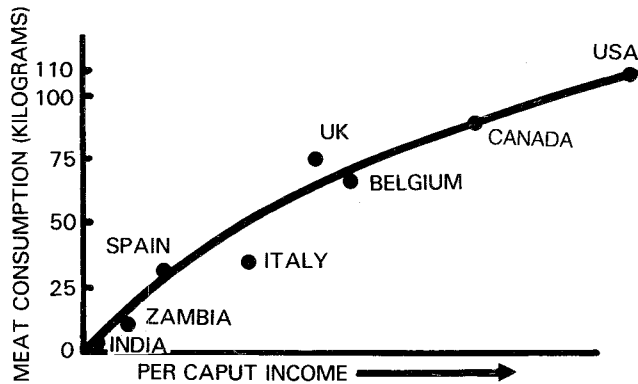 MEAT CONSUMPTION (KILOGRAMS)
110
100
75
50
25
0
USA
UK
CANADA
BELGIUM
SPAIN
ITALY
ZAMBIA
INDIA
PER CAPUT INCOME